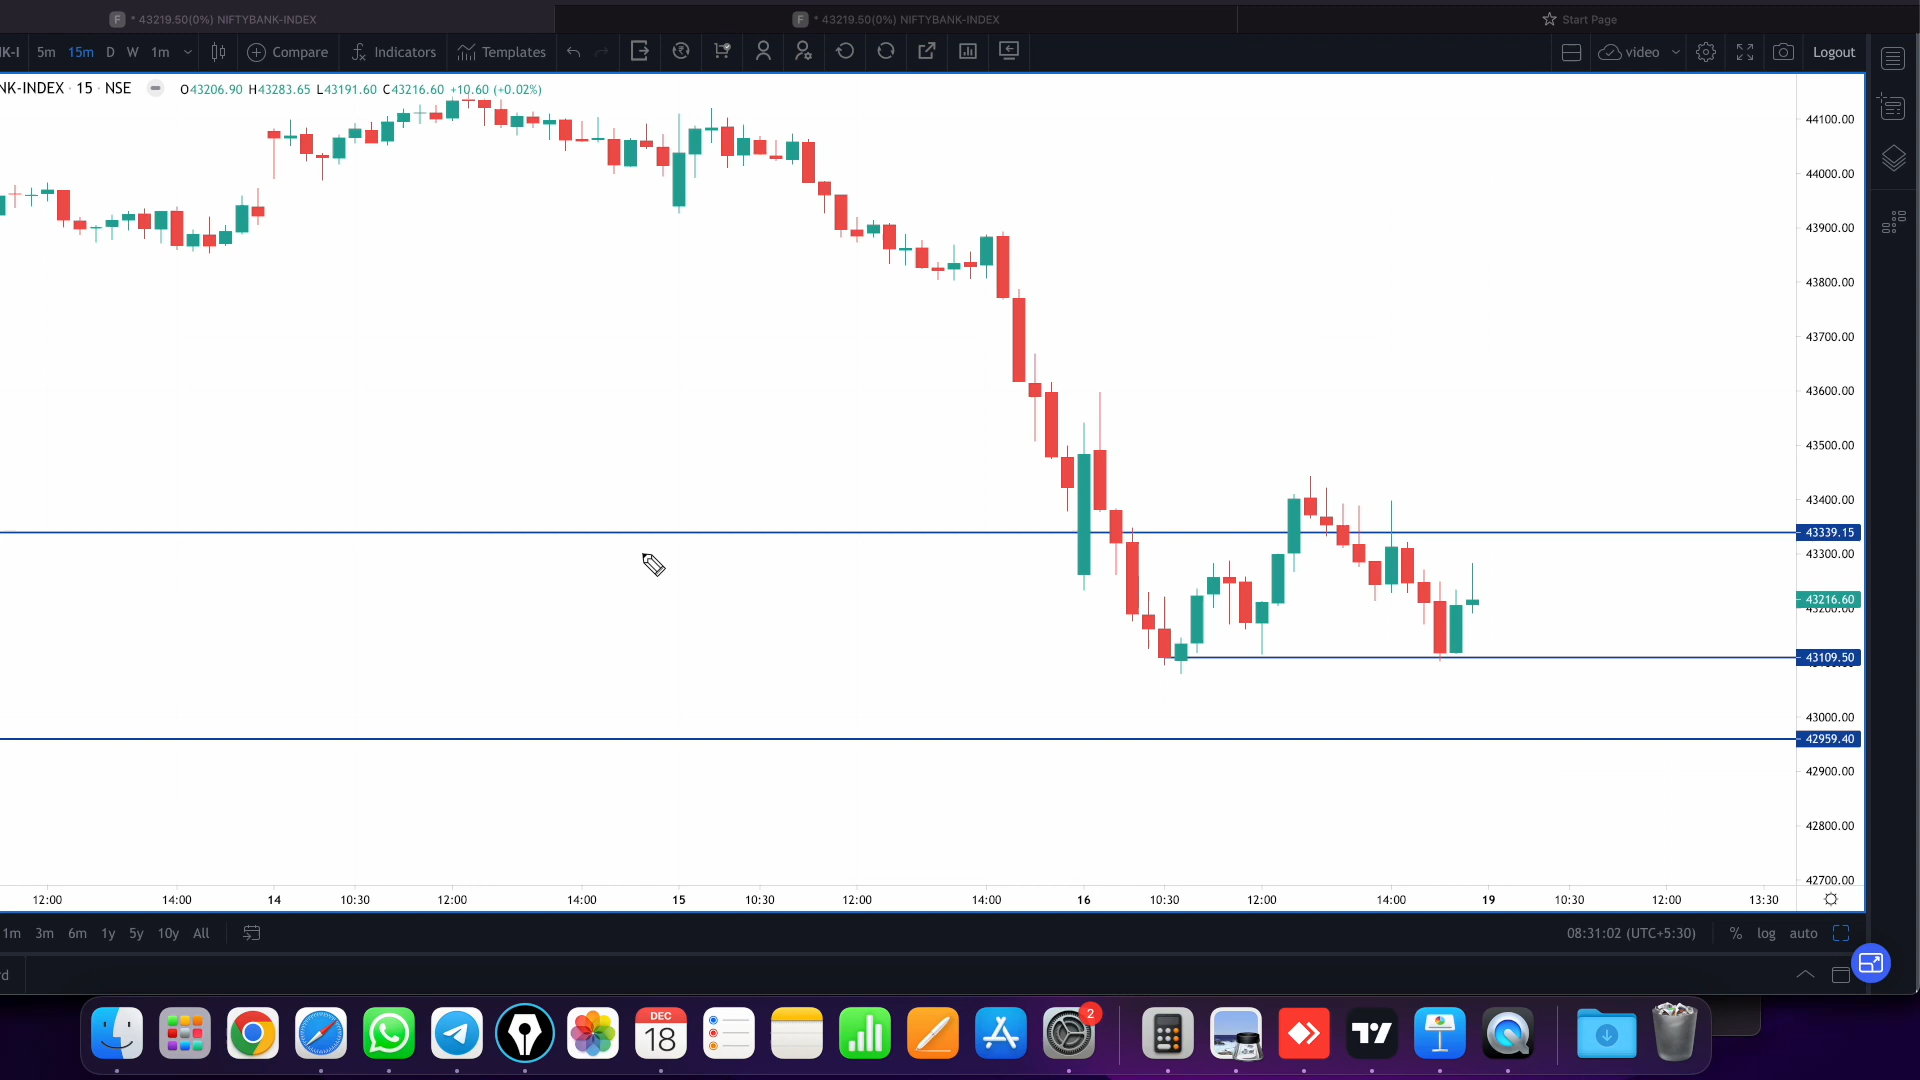 F * 43219.50(0%) NIFTYBANK-INDEX
F * 43219.50(0%) NIFTYBANK-INDEX
Start Page
K-I 5m 15m D W 1m Compare Indicators Templates video Logout
NK-INDEX · 15 · NSE O43206.90 H43283.65 L43191.60 C43216.60 +10.60 (+0.02%)
44100.00
44000.00
43900.00
43800.00
43700.00
43600.00
43500.00
43400.00
43339.15
43300.00
43216.60
43200.00
43109.50
43000.00
42959.40
42900.00
42800.00
42700.00
12:00 14:00 14 10:30 12:00 14:00 15 10:30 12:00 14:00 16 10:30 12:00 14:00 19 10:30 12:00 13:30
1m 3m 6m 1y 5y 10y All 08:31:02 (UTC+5:30) % log auto
d
DEC
18
2